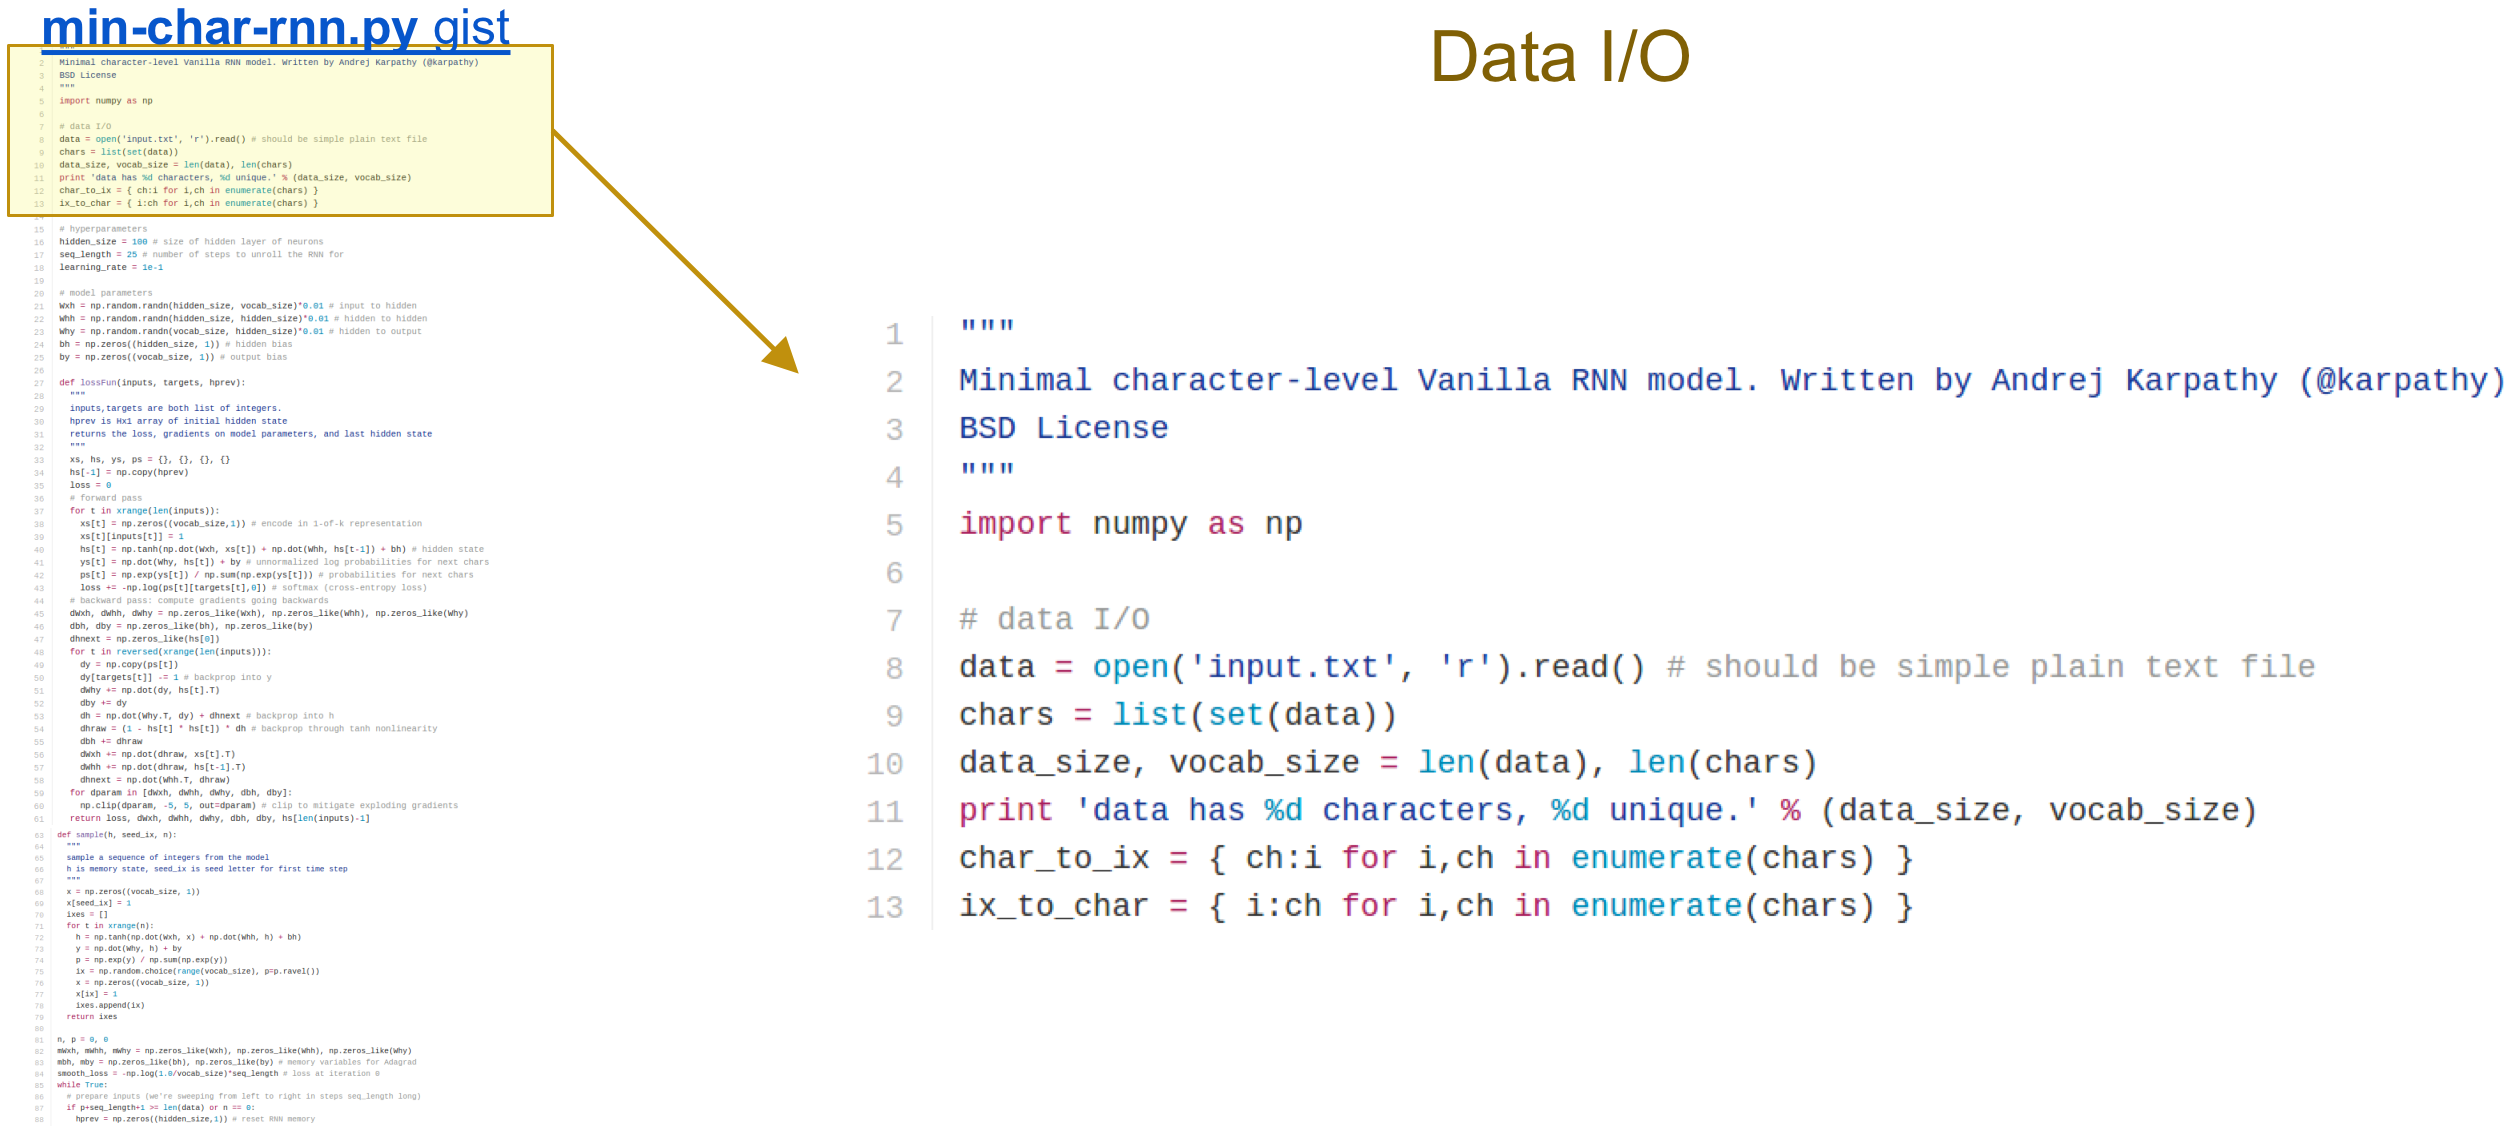 min-char-rnn.py gist
"""
2 Minimal character-level Vanilla RNN model. Written by Andrej Karpathy (@karpathy)
3 BSD License
4 """
5 import numpy as np
6
7 # data I/O
8 data = open('input.txt', 'r').read() # should be simple plain text file
9 chars = list(set(data))
10 data_size, vocab_size = len(data), len(chars)
11 print 'data has %d characters, %d unique.' % (data_size, vocab_size)
12 char_to_ix = { ch:i for i,ch in enumerate(chars) }
13 ix_to_char = { i:ch for i,ch in enumerate(chars) }
14
15 # hyperparameters
16 hidden_size = 100 # size of hidden layer of neurons
17 seq_length = 25 # number of steps to unroll the RNN for
18 learning_rate = 1e-1
19
20 # model parameters
21 Wxh = np.random.randn(hidden_size, vocab_size)*0.01 # input to hidden
22 Whh = np.random.randn(hidden_size, hidden_size)*0.01 # hidden to hidden
23 Why = np.random.randn(vocab_size, hidden_size)*0.01 # hidden to output
24 bh = np.zeros((hidden_size, 1)) # hidden bias
25 by = np.zeros((vocab_size, 1)) # output bias
26
27 def lossFun(inputs, targets, hprev):
28 """
29 inputs,targets are both list of integers.
30 hprev is Hx1 array of initial hidden state
31 returns the loss, gradients on model parameters, and last hidden state
32 """
33 xs, hs, ys, ps = {}, {}, {}, {}
34 hs[-1] = np.copy(hprev)
35 loss = 0
36 # forward pass
37 for t in xrange(len(inputs)):
38 xs[t] = np.zeros((vocab_size,1)) # encode in 1-of-k representation
39 xs[t][inputs[t]] = 1
40 hs[t] = np.tanh(np.dot(Wxh, xs[t]) + np.dot(Whh, hs[t-1]) + bh) # hidden state
41 ys[t] = np.dot(Why, hs[t]) + by # unnormalized log probabilities for next chars
42 ps[t] = np.exp(ys[t]) / np.sum(np.exp(ys[t])) # probabilities for next chars
43 loss += -np.log(ps[t][targets[t],0]) # softmax (cross-entropy loss)
44 # backward pass: compute gradients going backwards
45 dWxh, dWhh, dWhy = np.zeros_like(Wxh), np.zeros_like(Whh), np.zeros_like(Why)
46 dbh, dby = np.zeros_like(bh), np.zeros_like(by)
47 dhnext = np.zeros_like(hs[0])
48 for t in reversed(xrange(len(inputs))):
49 dy = np.copy(ps[t])
50 dy[targets[t]] -= 1 # backprop into y
51 dWhy += np.dot(dy, hs[t].T)
52 dby += dy
53 dh = np.dot(Why.T, dy) + dhnext # backprop into h
54 dhraw = (1 - hs[t] * hs[t]) * dh # backprop through tanh nonlinearity
55 dbh += dhraw
56 dWxh += np.dot(dhraw, xs[t].T)
57 dWhh += np.dot(dhraw, hs[t-1].T)
58 dhnext = np.dot(Whh.T, dhraw)
59 for dparam in [dWxh, dWhh, dWhy, dbh, dby]:
60 np.clip(dparam, -5, 5, out=dparam) # clip to mitigate exploding gradients
61 return loss, dWxh, dWhh, dWhy, dbh, dby, hs[len(inputs)-1]
63 def sample(h, seed_ix, n):
64 """
65 sample a sequence of integers from the model
66 h is memory state, seed_ix is seed letter for first time step
67 """
68 x = np.zeros((vocab_size, 1))
69 x[seed_ix] = 1
70 ixes = []
71 for t in xrange(n):
72 h = np.tanh(np.dot(Wxh, x) + np.dot(Whh, h) + bh)
73 y = np.dot(Why, h) + by
74 p = np.exp(y) / np.sum(np.exp(y))
75 ix = np.random.choice(range(vocab_size), p=p.ravel())
76 x = np.zeros((vocab_size, 1))
77 x[ix] = 1
78 ixes.append(ix)
79 return ixes
80
81 n, p = 0, 0
82 mWxh, mWhh, mWhy = np.zeros_like(Wxh), np.zeros_like(Whh), np.zeros_like(Why)
83 mbh, mby = np.zeros_like(bh), np.zeros_like(by) # memory variables for Adagrad
84 smooth_loss = -np.log(1.0/vocab_size)*seq_length # loss at iteration 0
85 while True:
86 # prepare inputs (we're sweeping from left to right in steps seq_length long)
87 if p+seq_length+1 >= len(data) or n == 0:
88 hprev = np.zeros((hidden_size,1)) # reset RNN memory
Data I/O
1 """
2 Minimal character-level Vanilla RNN model. Written by Andrej Karpathy (@karpathy)
3 BSD License
4 """
5 import numpy as np
6
7 # data I/O
8 data = open('input.txt', 'r').read() # should be simple plain text file
9 chars = list(set(data))
10 data_size, vocab_size = len(data), len(chars)
11 print 'data has %d characters, %d unique.' % (data_size, vocab_size)
12 char_to_ix = { ch:i for i,ch in enumerate(chars) }
13 ix_to_char = { i:ch for i,ch in enumerate(chars) }